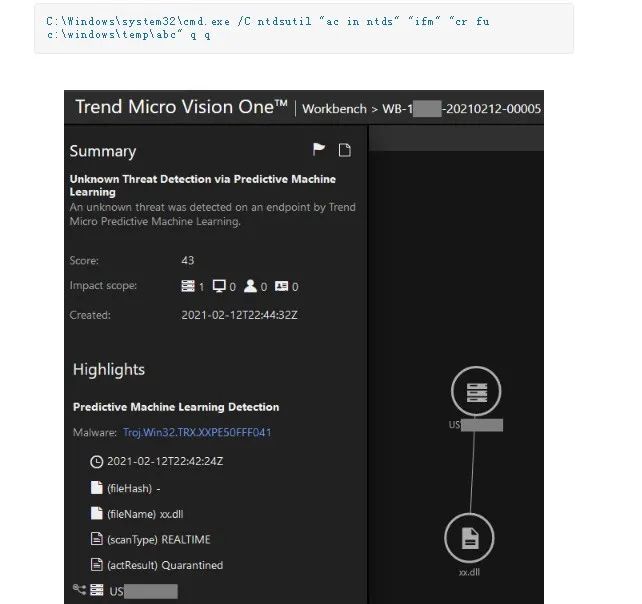 C:\Windows\system32\cmd.exe /C ntdsutil “ac in ntds” “ifm” “cr fu
c:\windows\temp\abc” q q
Trend Micro Vision One™ | Workbench > WB-1 -20210212-00005
Summary
Unknown Threat Detection via Predictive Machine
Learning
An unknown threat was detected on an endpoint by Trend
Micro Predictive Machine Learning.
Score: 43
Impact scope: 1 0 0 0
Created: 2021-02-12T22:44:32Z
Highlights
Predictive Machine Learning Detection
Malware: Troj.Win32.TRX.XXPE50FFF041
2021-02-12T22:42:24Z
(fileHash) -
(fileName) xx.dll
(scanType) REALTIME
(actResult) Quarantined
US
US
xx.dll